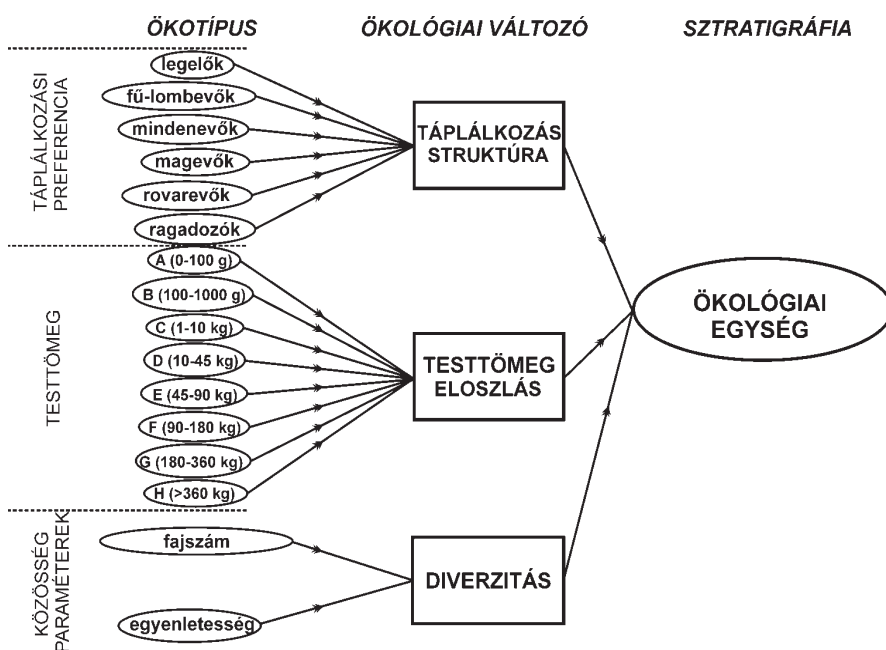 ÖKOTÍPUS
ÖKOLÓGIAI VÁLTOZÓ
SZTRATIGRÁFIA
TÁPLÁLKOZÁSI
PREFERENCIA
legelők
fű-lombevők
mindenevők
magevők
rovarevők
ragadozók
TÁPLÁLKOZÁS
STRUKTÚRA
TESTTÖMEG
A (0-100 g)
B (100-1000 g)
C (1-10 kg)
D (10-45 kg)
E (45-90 kg)
F (90-180 kg)
G (180-360 kg)
H (>360 kg)
TESTTÖMEG
ELOSZLÁS
ÖKOLÓGIAI
EGYSÉG
KÖZÖSSÉG
PARAMÉTEREK
fajszám
egyenletesség
DIVERZITÁS